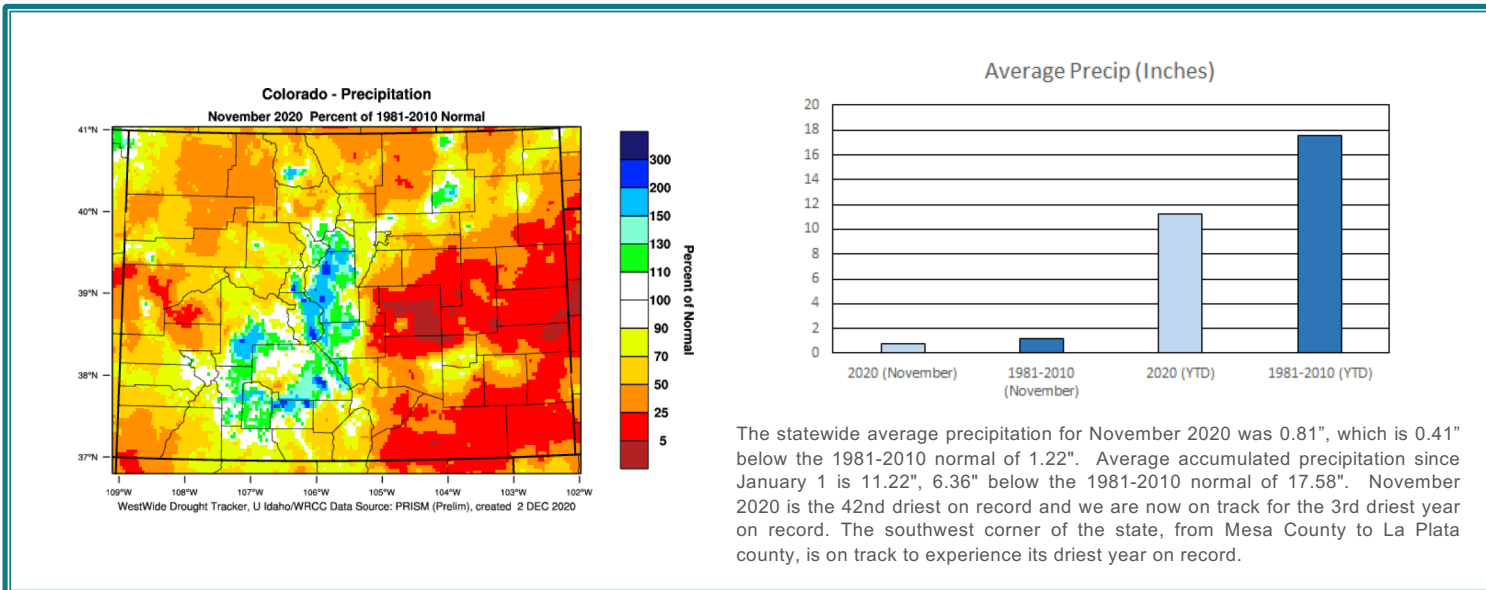 Colorado - Precipitation
November 2020 Percent of 1981-2010 Normal
41°N
40°N
39°N
38°N
37°N
109°W 108°W 107°W 106°W 105°W 104°W 103°W 102°W
300
200
150
130
110
100
90
70
50
25
5
Percent of Normal
WestWide Drought Tracker, U Idaho/WRCC Data Source: PRISM (Prelim), created 2 DEC 2020
Average Precip (Inches)
20
18
16
14
12
10
8
6
4
2
0
2020 (November)
1981-2010
(November)
2020 (YTD)
1981-2010 (YTD)
The statewide average precipitation for November 2020 was 0.81”, which is 0.41”
below the 1981-2010 normal of 1.22". Average accumulated precipitation since
January 1 is 11.22", 6.36" below the 1981-2010 normal of 17.58". November
2020 is the 42nd driest on record and we are now on track for the 3rd driest year
on record. The southwest corner of the state, from Mesa County to La Plata
county, is on track to experience its driest year on record.